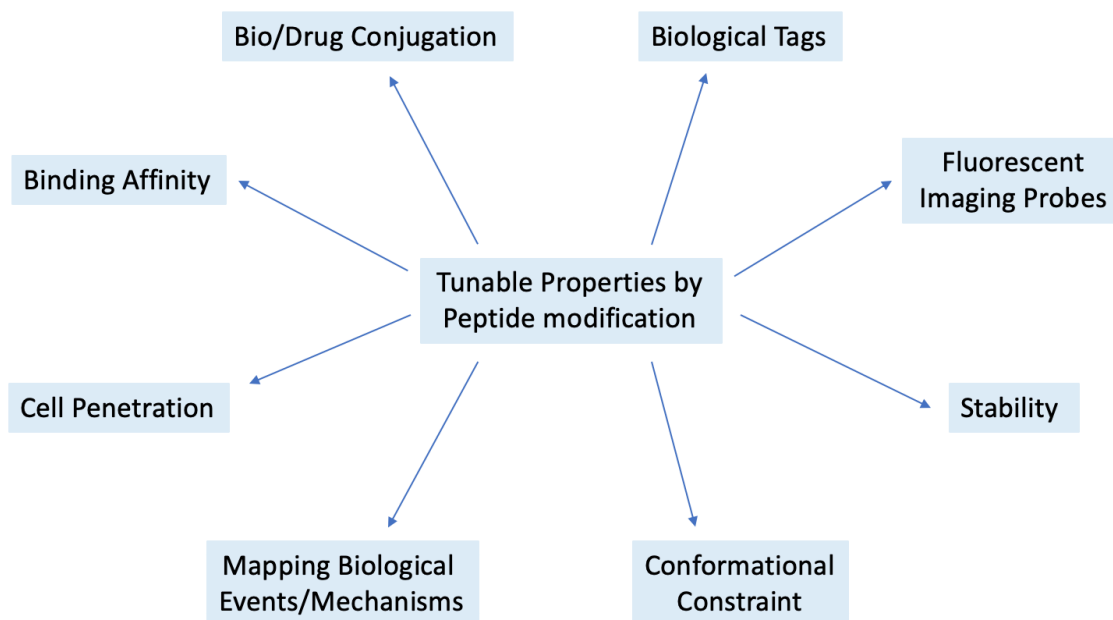 Bio/Drug Conjugation
Biological Tags
Binding Affinity
Fluorescent
Imaging Probes
Tunable Properties by
Peptide modification
Cell Penetration
Stability
Mapping Biological
Events/Mechanisms
Conformational
Constraint